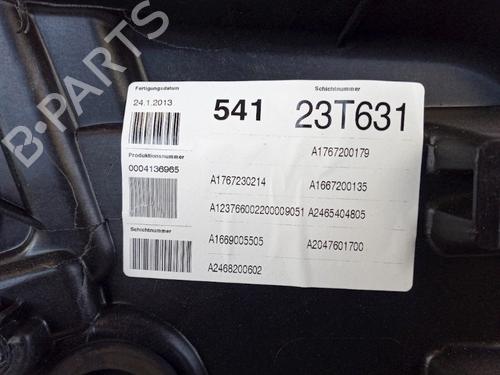 B-PARTS
Fertigungsdatum
24.1.2013
541
Schichtnummer
23T631
Produktionsnummer
0004136965
A1767200179
A1767230214
A1667200135
A123766002200009051
A2465404805
Schichtnummer
A1669005505
A2047601700
A2468200602